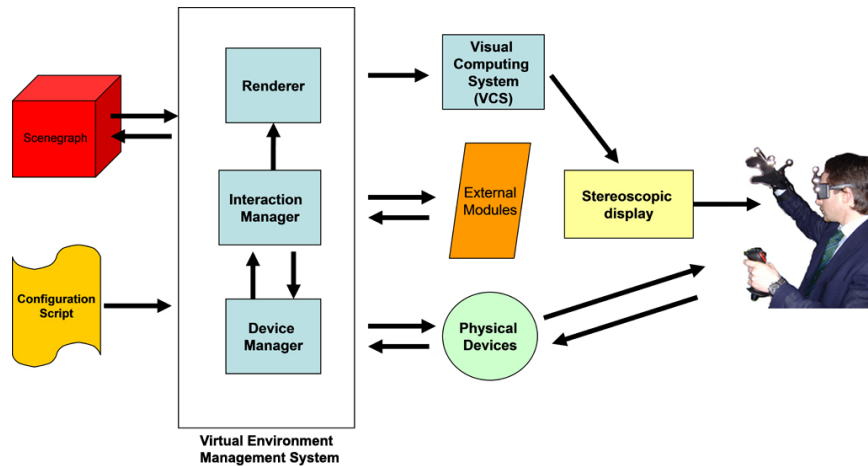 Scenegraph
Configuration
Script
Renderer
Interaction
Manager
Device
Manager
Virtual Environment
Management System
Visual
Computing
System
(VCS)
External
Modules
Physical
Devices
Stereoscopic
display